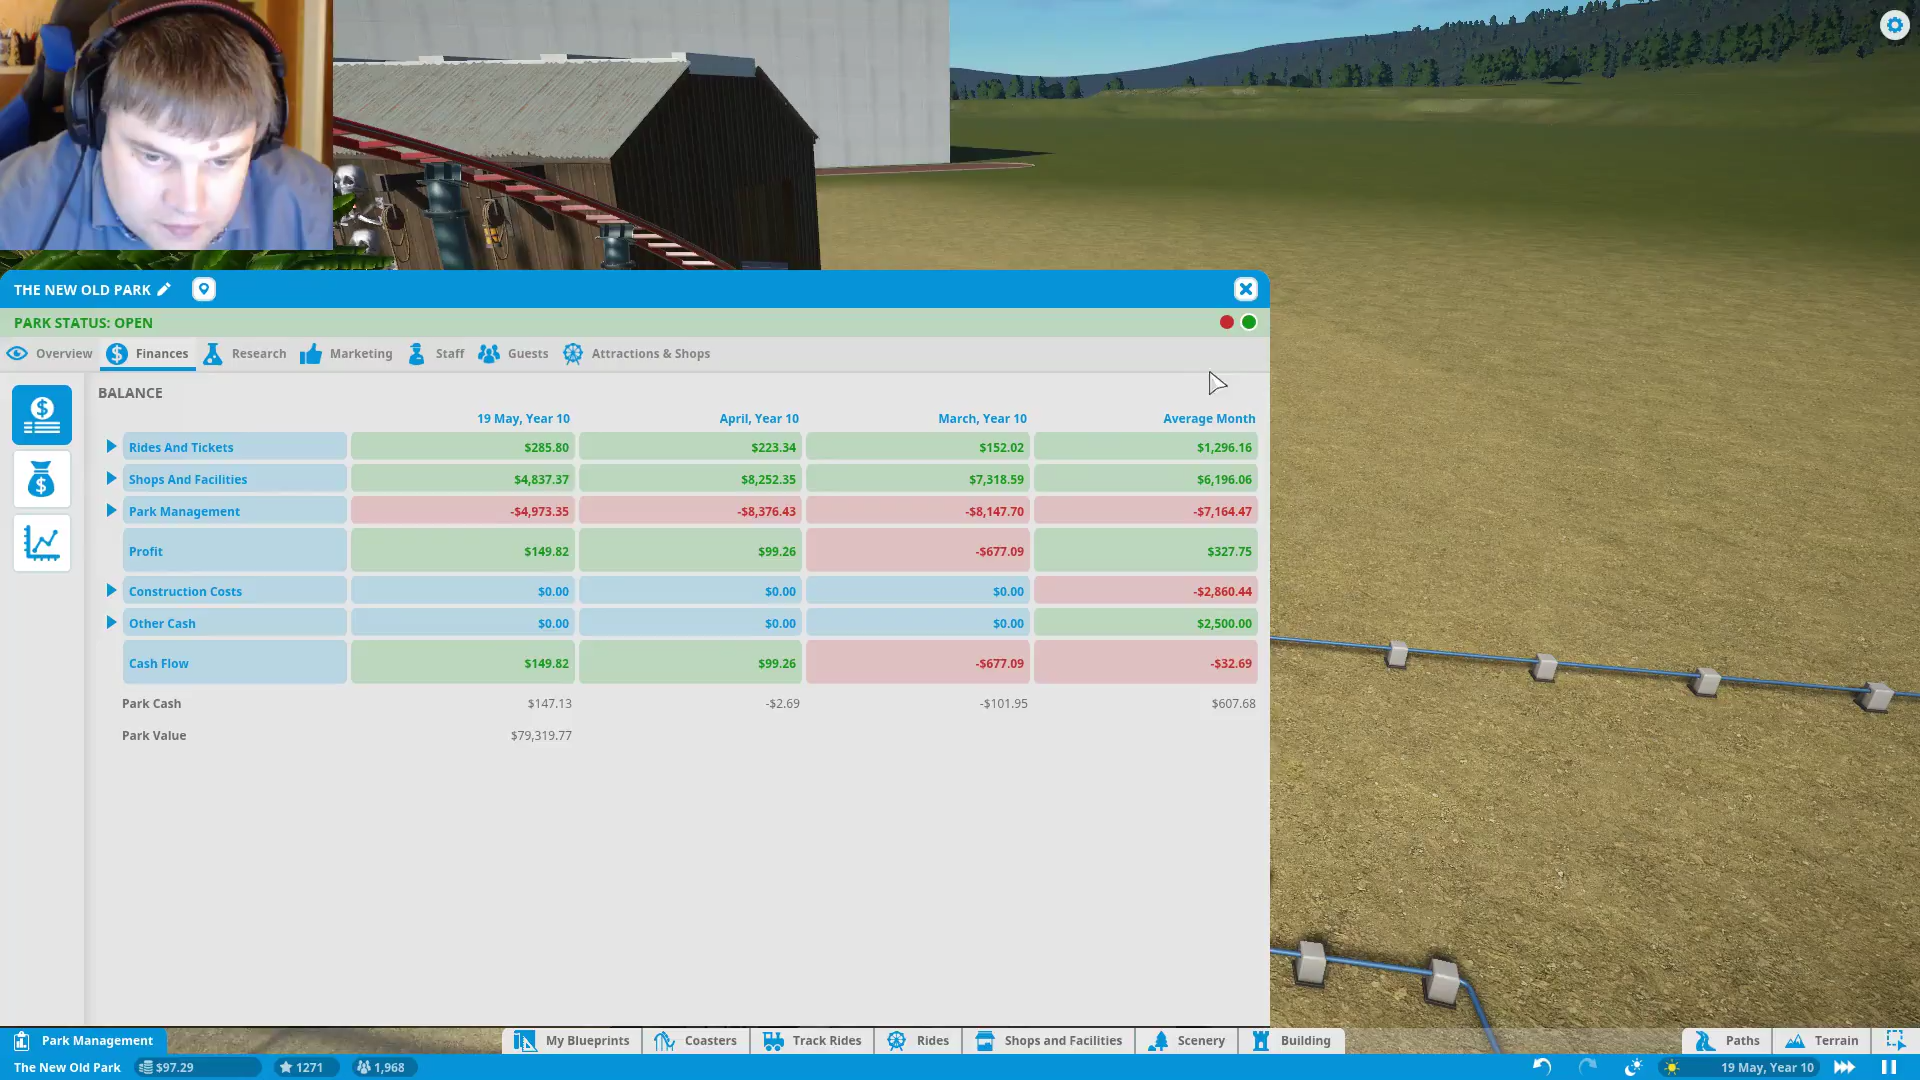 THE NEW OLD PARK
PARK STATUS: OPEN
Overview Finances Research Marketing Staff Guests Attractions & Shops
BALANCE
19 May, Year 10 April, Year 10 March, Year 10 Average Month
Rides And Tickets $285.80 $223.34 $152.02 $1,296.16
Shops And Facilities $4,837.37 $8,252.35 $7,318.59 $6,196.06
Park Management -$4,973.35 -$8,376.43 -$8,147.70 -$7,164.47
Profit $149.82 $99.26 -$677.09 $327.75
Construction Costs $0.00 $0.00 $0.00 -$2,860.44
Other Cash $0.00 $0.00 $0.00 $2,500.00
Cash Flow $149.82 $99.26 -$677.09 -$32.69
Park Cash $147.13 -$2.69 -$101.95 $607.68
Park Value $79,319.77
Park Management My Blueprints Coasters Track Rides Rides Shops and Facilities Scenery Building Paths Terrain
The New Old Park $97.29 1271 1,968 19 May, Year 10